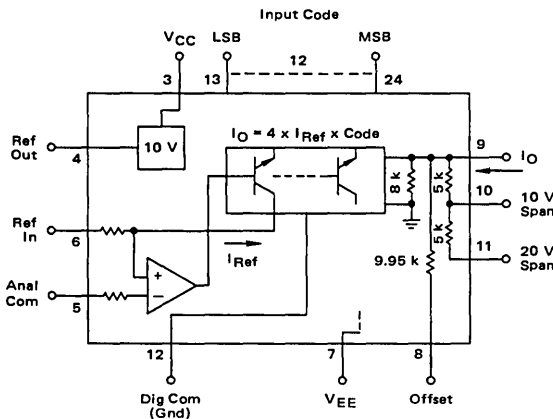 Input Code
VCC
LSB
MSB
12
3
13
24
Ref
Out
4
10 V
IO = 4 x IRef x Code
9
IO
8 k
5 k
10
10 V
Span
5 k
11
20 V
Span
Ref
In
6
IRef
9.95 k
+
−
Anal
Com
5
12
7
8
Dig Com
(Gnd)
VEE
Offset